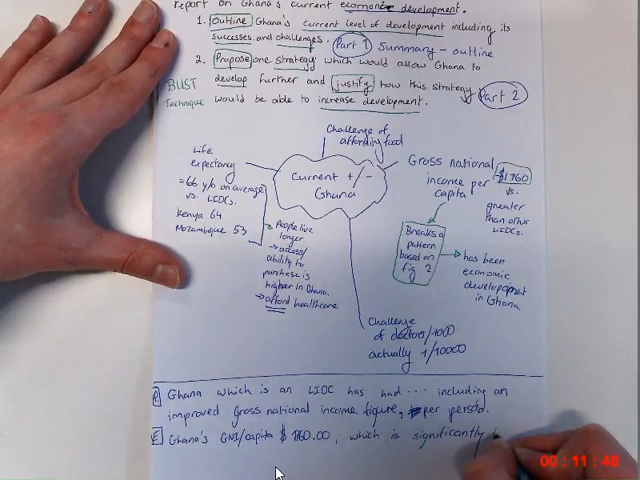 report on Ghana's current economic development.
1. Outline Ghana's current level of development including its
successes and challenges.
Part 1 Summary - outline
2. Propose one strategy which would allow Ghana to
develop further and justify how this strategy
would be able to increase development.
Part 2
BUST
Technique
Challenge of
affording food
Life
expectancy
=66 y/o on average
vs. LIDCs.
Kenya 64
Mozambique 53
People live
longer
→ access/
ability to
purchase is
higher in Ghana.
→ afford healthcare
Current +/-
Ghana
Gross national
income per
capita
$1760
vs.
greater
than other
LIDCs.
Breaks a
pattern
based on
fig 2
has been
economic
development
in Ghana.
Challenge
of doctors/1000
actually 1/10000
P Ghana which is an LIDC has had ... including an
improved gross national income figure, per person.
E Ghana's GNI/capita $1760.00, which is significantly
00:11:48